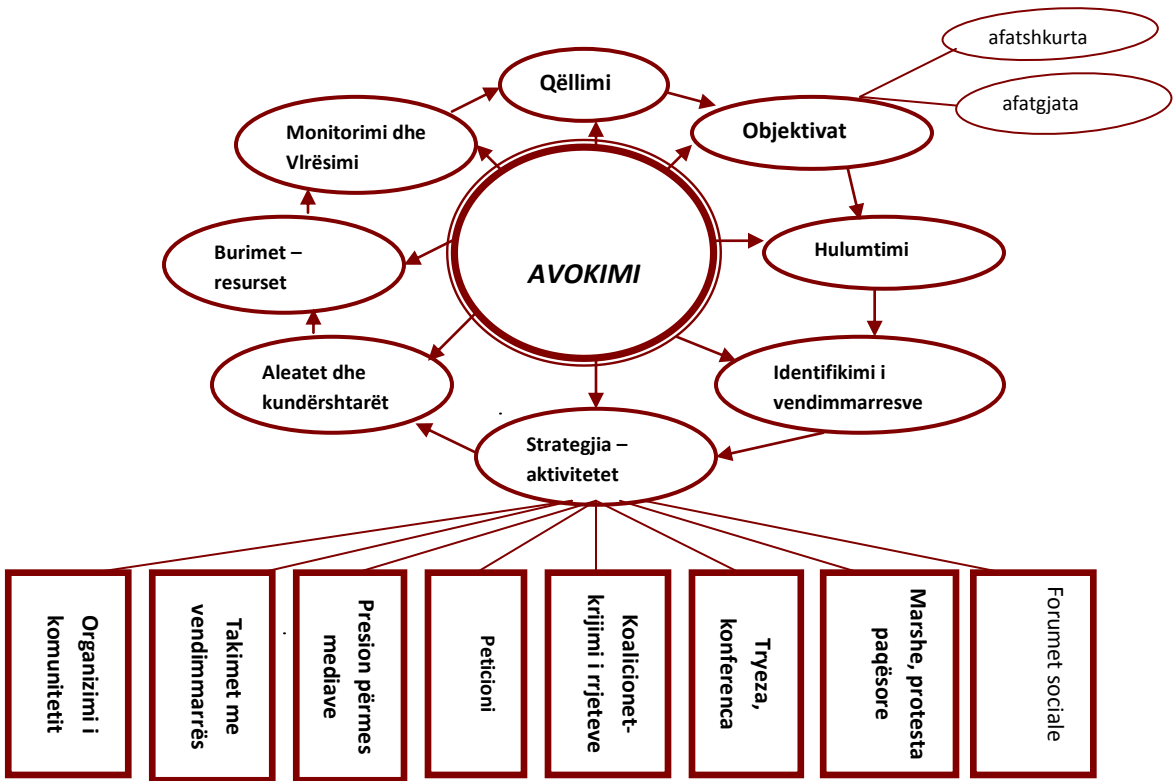 afatshkurta
Qëllimi
afatgjata
Objektivat
Monitorimi dhe
Vlrësimi
Hulumtimi
Burimet –
resurset
AVOKIMI
Aleatet dhe
kundërshtarët
Identifikimi i
vendimmarresve
Strategjia –
aktivitetet
Organizimi i
komunitetit
Takimet me
vendimmarrës
Presion përmes
mediave
Peticioni
Koalicionet-
krijimi i rrjeteve
Tryeza,
konferenca
Marshe, protesta
paqësore
Forumet sociale